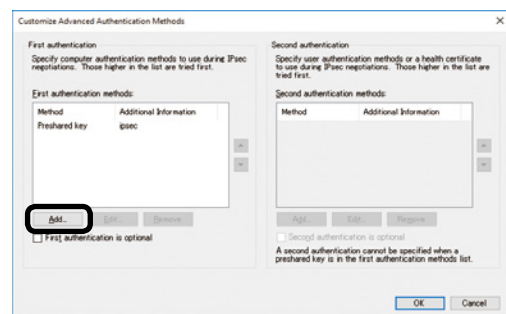 Customize Advanced Authentication Methods
First authentication
Specify computer authentication methods to use during IPsec
negotiations. Those higher in the list are tried first.
First authentication methods:
Method Additional Information
Preshared key ipsec
Add... Edit... Remove
First authentication is optional
Second authentication
Specify user authentication methods or a health certificate
to use during IPsec negotiations. Those higher in the list are
tried first.
Second authentication methods:
Method Additional Information
Add... Edit... Remove
Second authentication is optional
A second authentication cannot be specified when a
preshared key is in the first authentication methods list.
OK Cancel